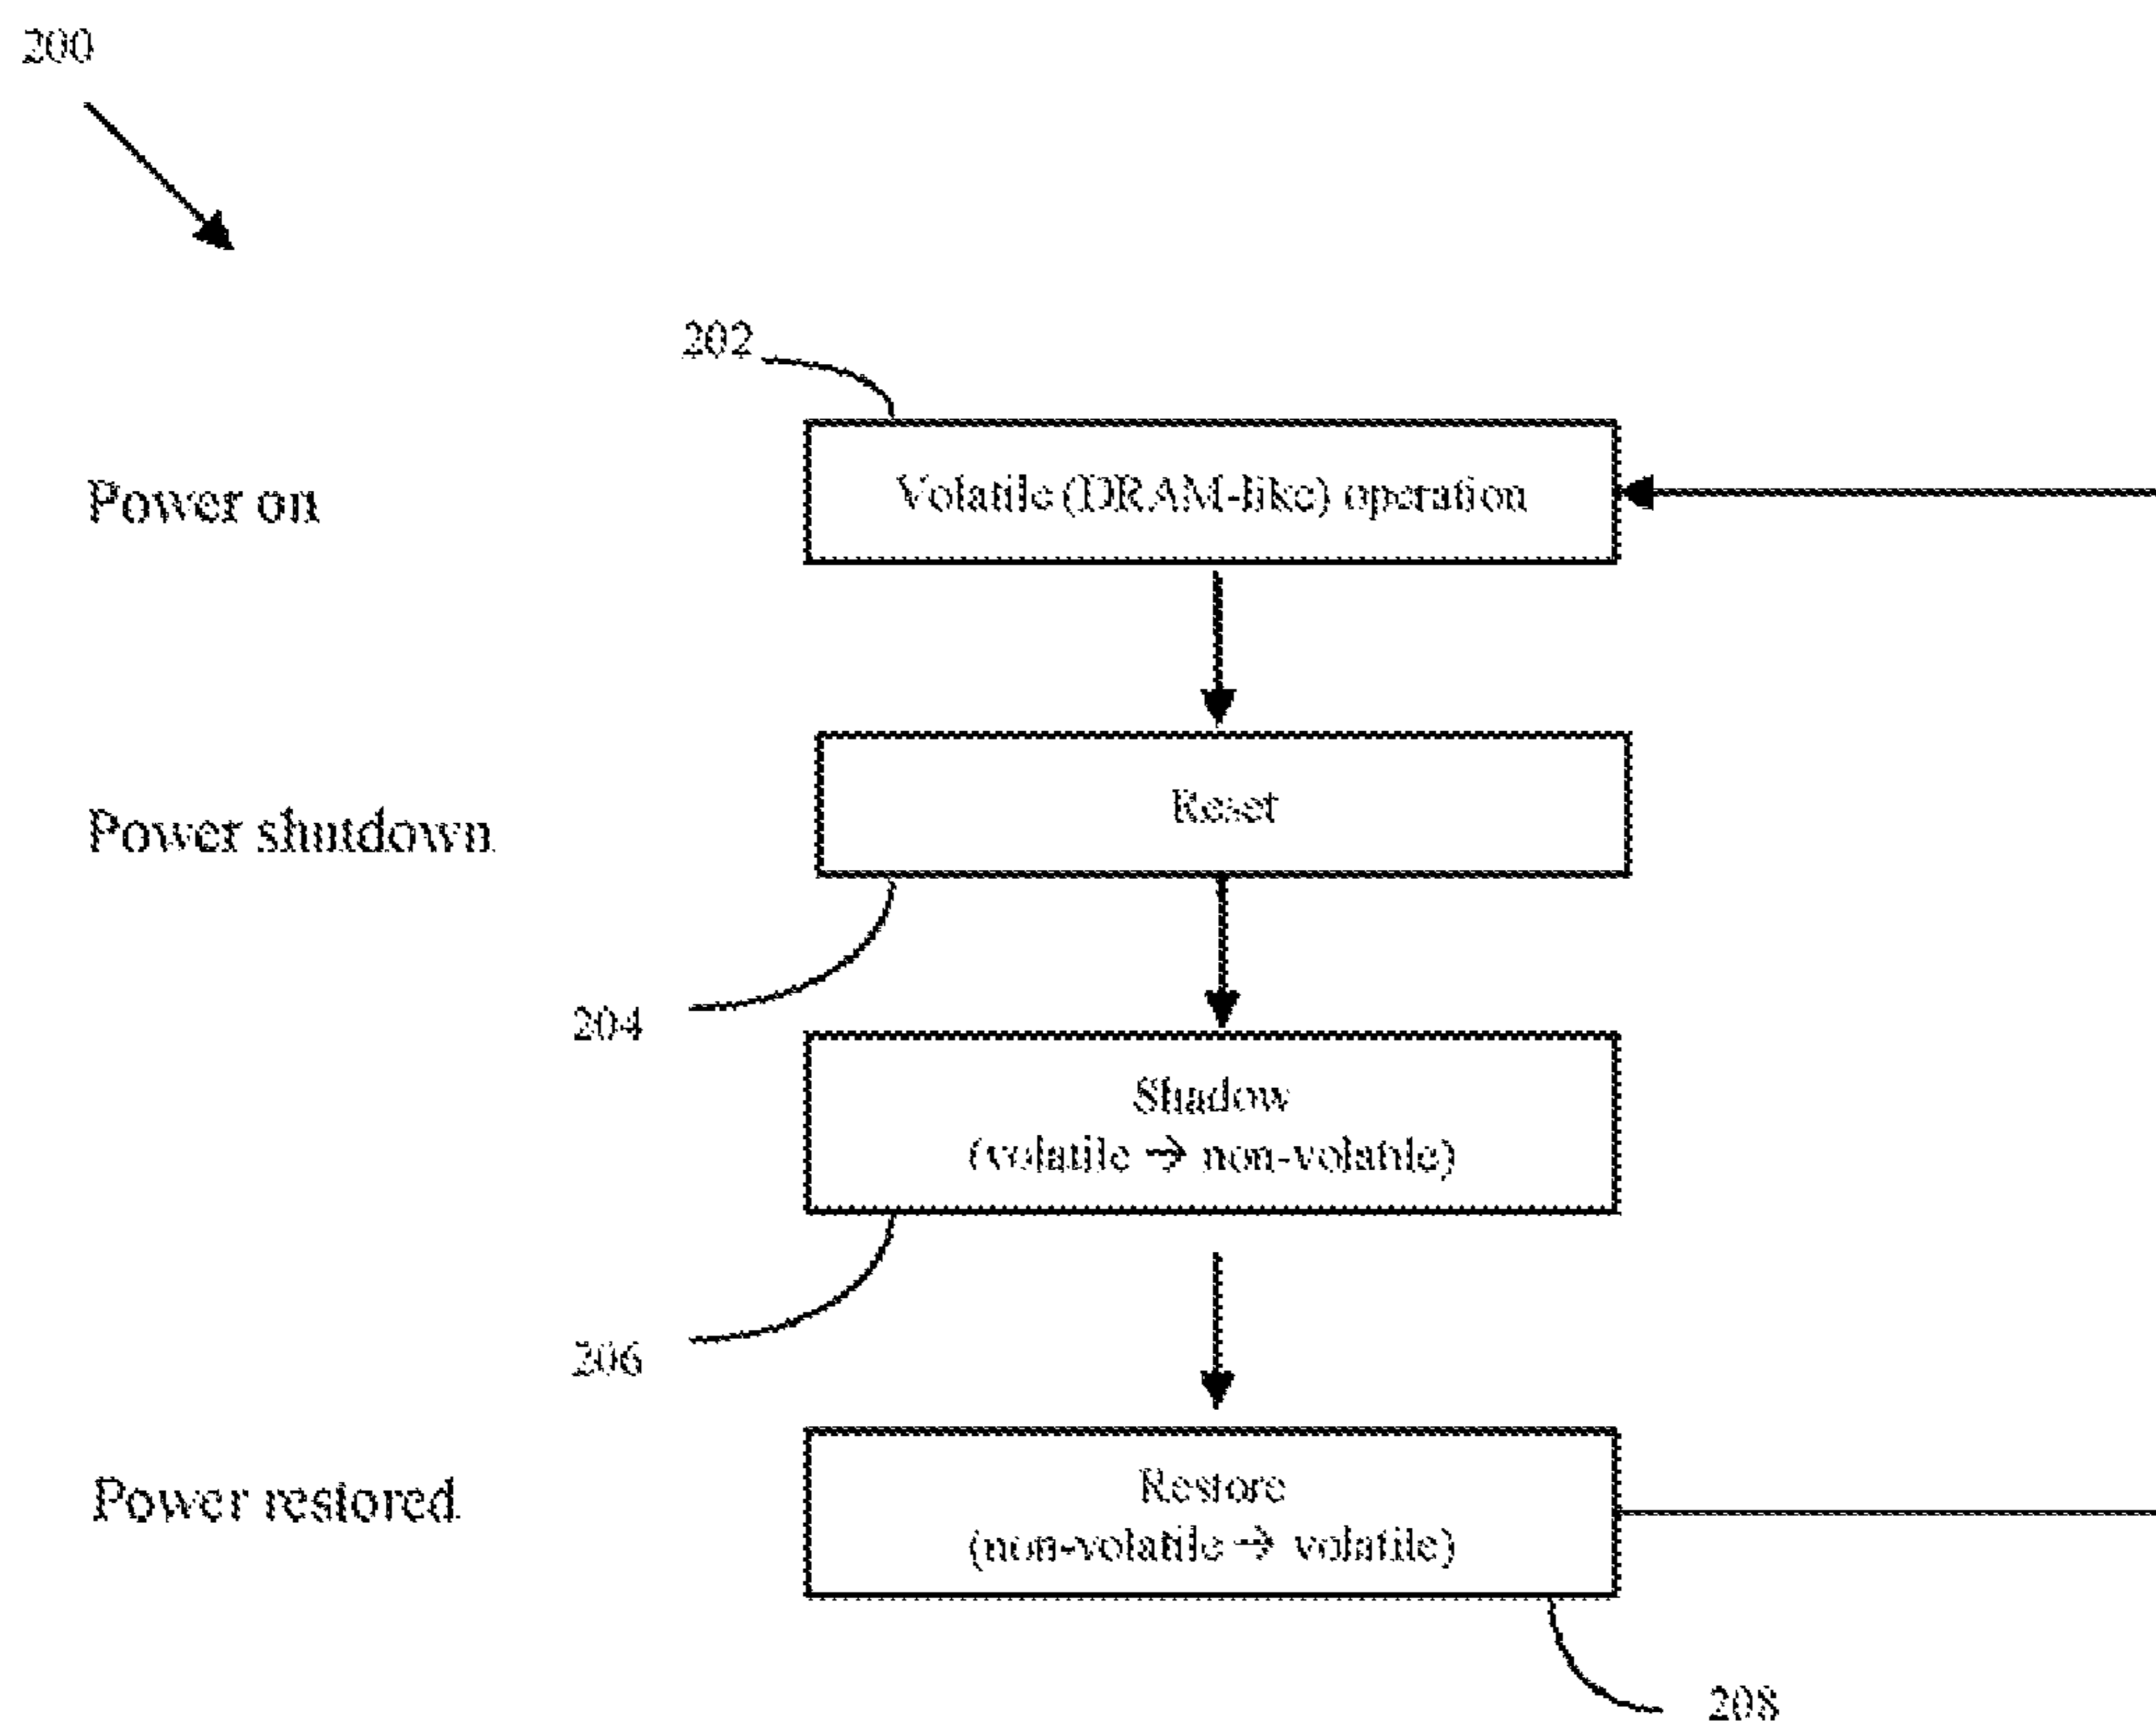 200
202
Power on
Volatile (DRAM-like) operation
Power shutdown
Reset
204
Shadow
(volatile → non-volatile)
206
Power restored
Restore
(non-volatile → volatile)
208